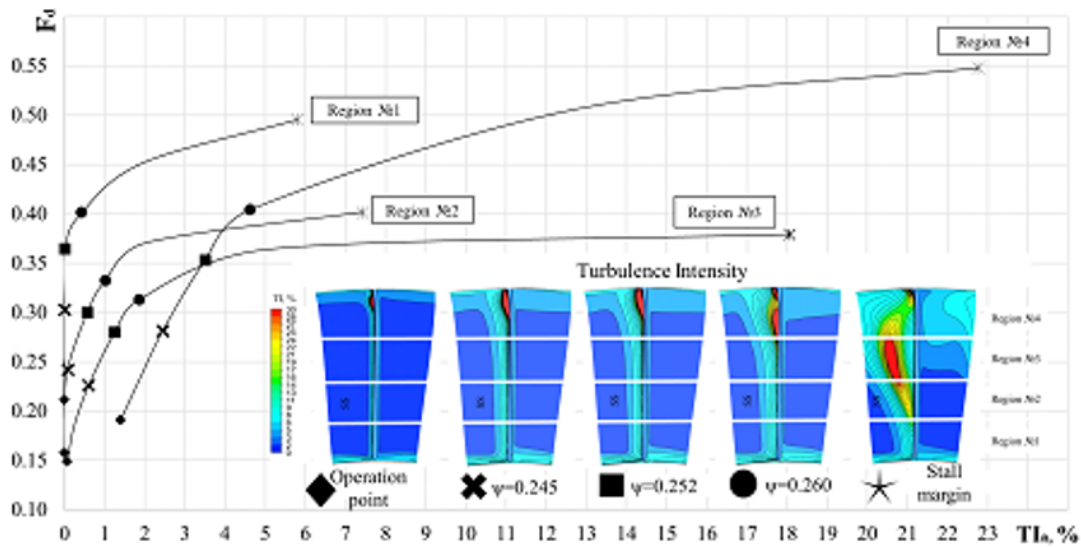 Fd
0.55
0.50
0.45
0.40
0.35
0.30
0.25
0.20
0.15
0.10
Region №4
Region №1
Region №2
Region №3
Turbulence Intensity
TI, %
Region №4
Region №3
Region №2
Region №1
SS
SS
SS
SS
SS
Operation
point
ψ=0.245
ψ=0.252
ψ=0.260
Stall
margin
0 1 2 3 4 5 6 7 8 9 10 11 12 13 14 15 16 17 18 19 20 21 22 23 TIa, %